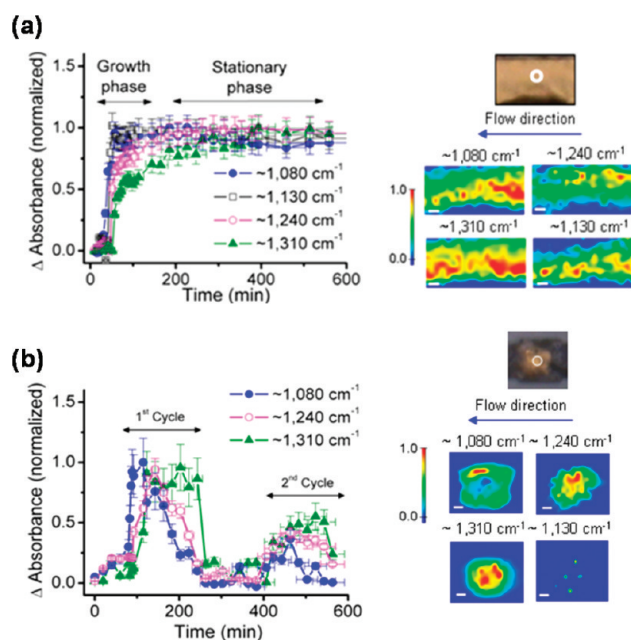 (a)
Growth phase
Stationary phase
Δ Absorbance (normalized)
1.0
0.5
0.0
~1,080 cm⁻¹
~1,130 cm⁻¹
~1,240 cm⁻¹
~1,310 cm⁻¹
0 200 400 600
Time (min)
Flow direction
~1,080 cm⁻¹ ~1,240 cm⁻¹
1.0
0.0
~1,310 cm⁻¹ ~1,130 cm⁻¹
(b)
Δ Absorbance (normalized)
1.0
0.5
0.0
1st Cycle
~1,080 cm⁻¹
~1,240 cm⁻¹
~1,310 cm⁻¹
2nd Cycle
0 200 400 600
Time (min)
Flow direction
~ 1,080 cm⁻¹ ~ 1,240 cm⁻¹
1.0
0.0
~ 1,310 cm⁻¹ ~ 1,130 cm⁻¹